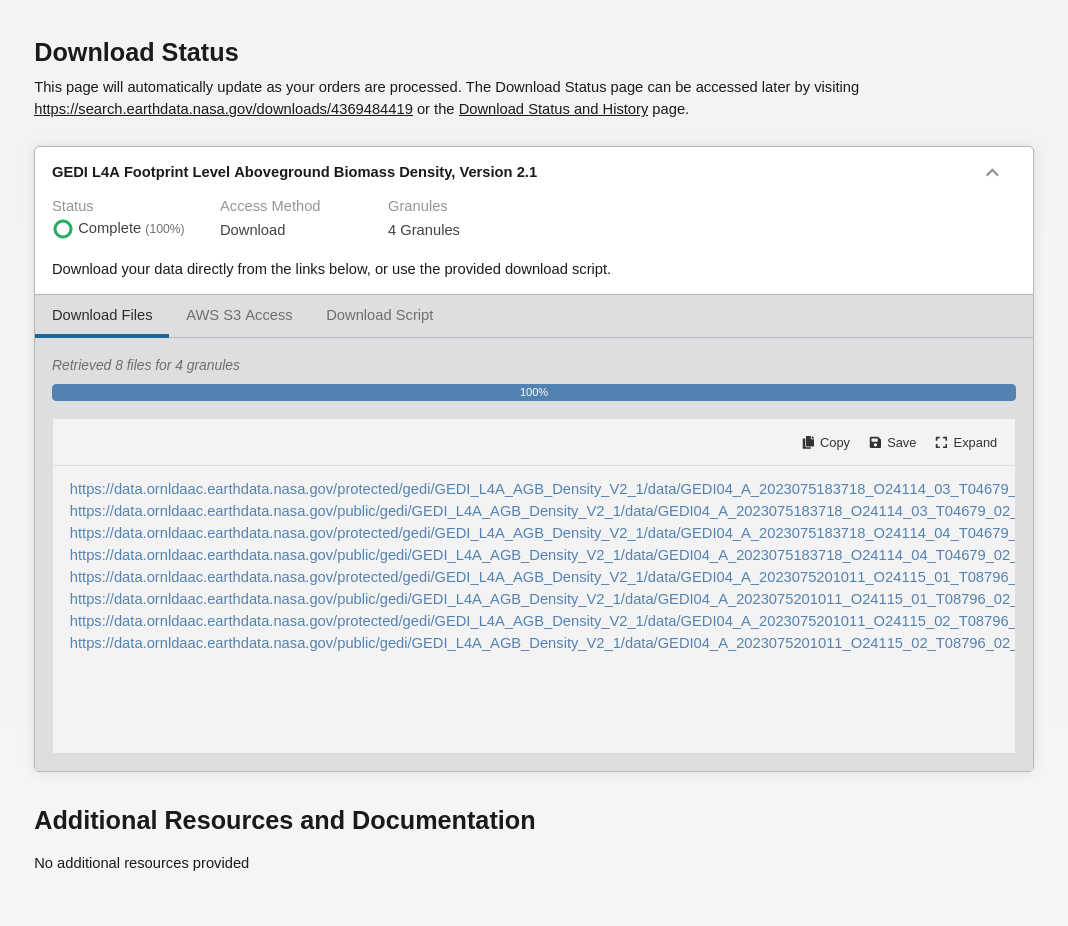 Download Status
This page will automatically update as your orders are processed. The Download Status page can be accessed later by visiting
https://search.earthdata.nasa.gov/downloads/4369484419 or the Download Status and History page.
GEDI L4A Footprint Level Aboveground Biomass Density, Version 2.1
Status Access Method Granules
Complete (100%) Download 4 Granules
Download your data directly from the links below, or use the provided download script.
Download Files AWS S3 Access Download Script
Retrieved 8 files for 4 granules
100%
Copy Save Expand
https://data.ornldaac.earthdata.nasa.gov/protected/gedi/GEDI_L4A_AGB_Density_V2_1/data/GEDI04_A_2023075183718_O24114_03_T04679_
https://data.ornldaac.earthdata.nasa.gov/public/gedi/GEDI_L4A_AGB_Density_V2_1/data/GEDI04_A_2023075183718_O24114_03_T04679_02_
https://data.ornldaac.earthdata.nasa.gov/protected/gedi/GEDI_L4A_AGB_Density_V2_1/data/GEDI04_A_2023075183718_O24114_04_T04679_
https://data.ornldaac.earthdata.nasa.gov/public/gedi/GEDI_L4A_AGB_Density_V2_1/data/GEDI04_A_2023075183718_O24114_04_T04679_02_
https://data.ornldaac.earthdata.nasa.gov/protected/gedi/GEDI_L4A_AGB_Density_V2_1/data/GEDI04_A_2023075201011_O24115_01_T08796_
https://data.ornldaac.earthdata.nasa.gov/public/gedi/GEDI_L4A_AGB_Density_V2_1/data/GEDI04_A_2023075201011_O24115_01_T08796_02_
https://data.ornldaac.earthdata.nasa.gov/protected/gedi/GEDI_L4A_AGB_Density_V2_1/data/GEDI04_A_2023075201011_O24115_02_T08796_
https://data.ornldaac.earthdata.nasa.gov/public/gedi/GEDI_L4A_AGB_Density_V2_1/data/GEDI04_A_2023075201011_O24115_02_T08796_02_
Additional Resources and Documentation
No additional resources provided